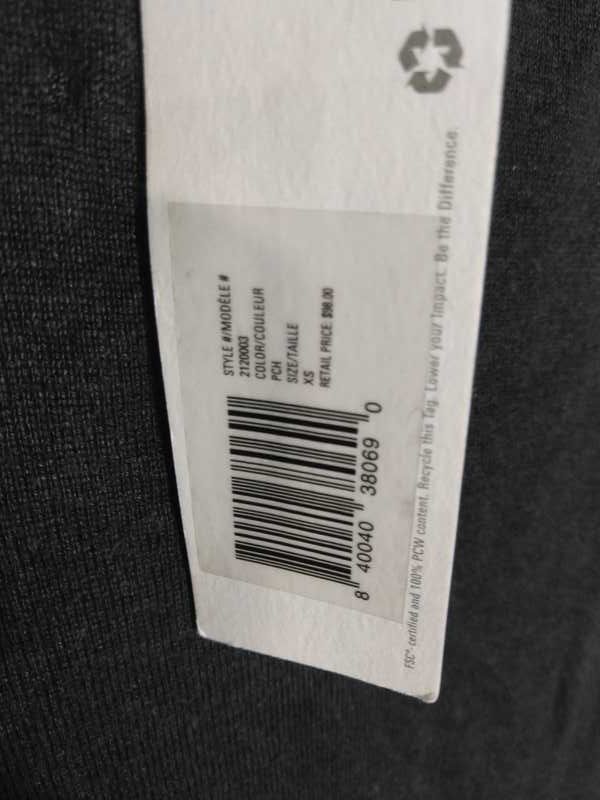 STYLE #/MODÈLE #
2120003
COLOR/COULEUR
PCH
SIZE/TAILLE
XS
RETAIL PRICE $98.00
8 40040 38069 0
FSC®-certified and 100% PCW content. Recycle this Tag. Lower your Impact. Be the Difference.